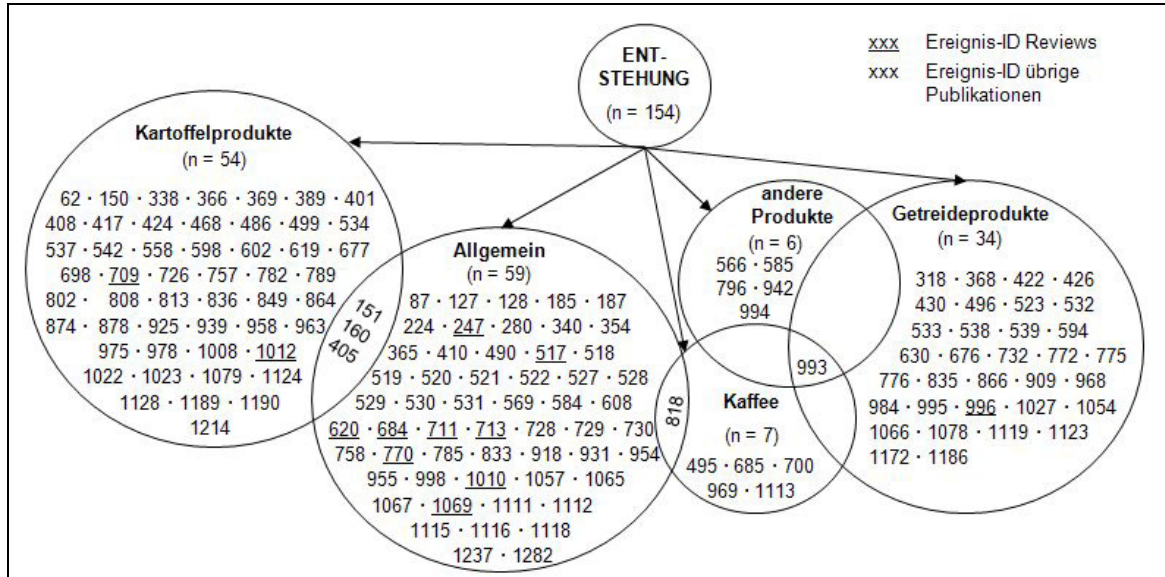 ENT-
STEHUNG
(n = 154)
xxx Ereignis-ID Reviews
xxx Ereignis-ID übrige
Publikationen
Kartoffelprodukte
(n = 54)
62 · 150 · 338 · 366 · 369 · 389 · 401
408 · 417 · 424 · 468 · 486 · 499 · 534
537 · 542 · 558 · 598 · 602 · 619 · 677
698 · 709 · 726 · 757 · 782 · 789
802 · 808 · 813 · 836 · 849 · 864
874 · 878 · 925 · 939 · 958 · 963
975 · 978 · 1008 · 1012
1022 · 1023 · 1079 · 1124
1128 · 1189 · 1190
1214
151
160
405
Allgemein
(n = 59)
87 · 127 · 128 · 185 · 187
224 · 247 · 280 · 340 · 354
365 · 410 · 490 · 517 · 518
519 · 520 · 521 · 522 · 527 · 528
529 · 530 · 531 · 569 · 584 · 608
620 · 684 · 711 · 713 · 728 · 729 · 730
758 · 770 · 785 · 833 · 918 · 931 · 954
955 · 998 · 1010 · 1057 · 1065
1067 · 1069 · 1111 · 1112
1115 · 1116 · 1118
1237 · 1282
818
andere
Produkte
(n = 6)
566 · 585
796 · 942
994
993
Kaffee
(n = 7)
495 · 685 · 700
969 · 1113
Getreideprodukte
(n = 34)
318 · 368 · 422 · 426
430 · 496 · 523 · 532
533 · 538 · 539 · 594
630 · 676 · 732 · 772 · 775
776 · 835 · 866 · 909 · 968
984 · 995 · 996 · 1027 · 1054
1066 · 1078 · 1119 · 1123
1172 · 1186